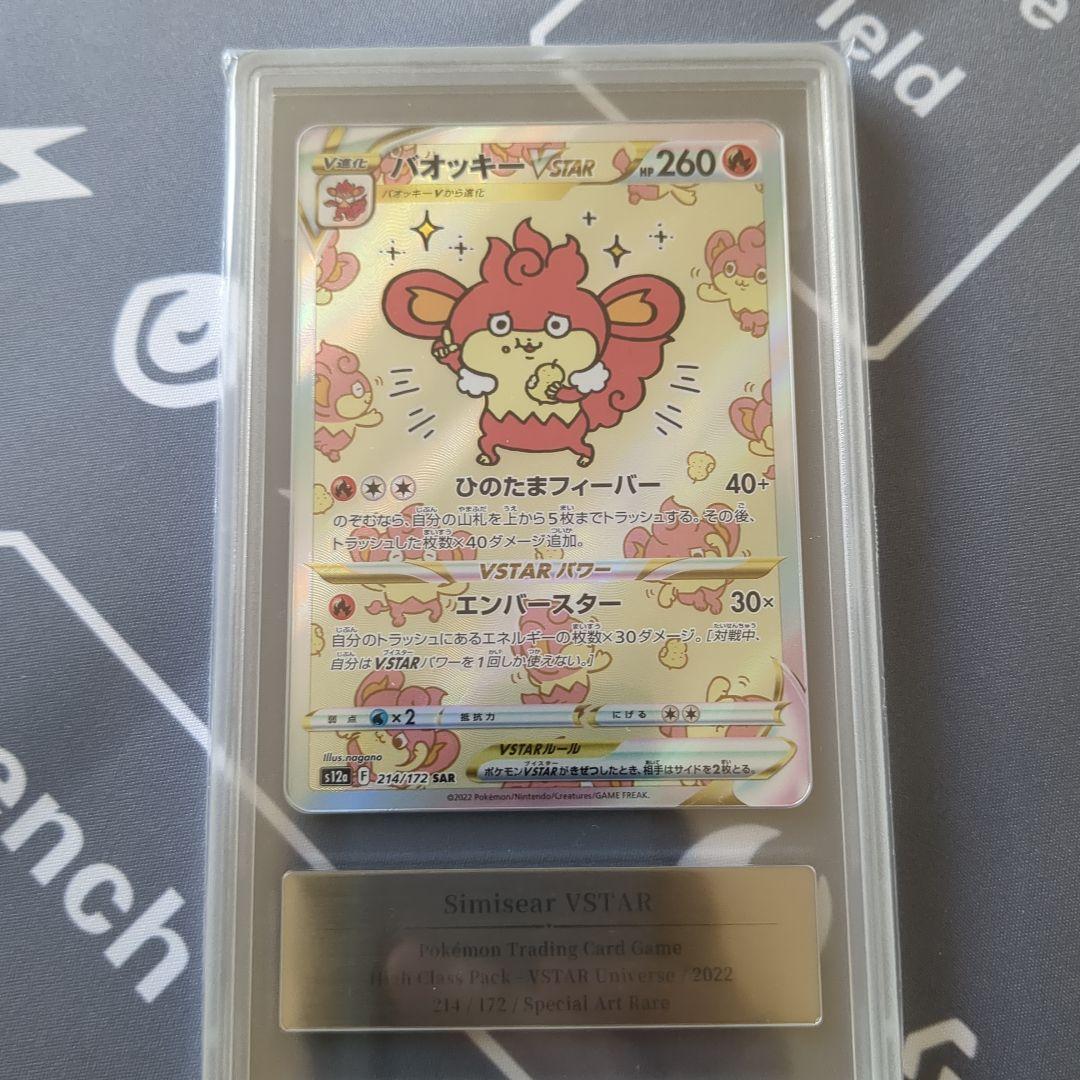 ield
e
V進化
バオッキーVSTAR
HP 260
バオッキーVから進化
ひのたまフィーバー 40+
のぞむなら、自分の山札を上から5枚までトラッシュする。その後、
トラッシュした枚数×40ダメージ追加。
VSTARパワー
エンバースター 30×
自分のトラッシュにあるエネルギーの枚数×30ダメージ。[対戦中、
自分はVSTARパワーを1回しか使えない。]
弱点 ×2 抵抗力 にげる
VSTARルール
ポケモンVSTARがきぜつしたとき、相手はサイドを2枚とる。
Illus.nagano
s12a F 214/172 SAR
©2022 Pokémon/Nintendo/Creatures/GAME FREAK.
ench
Simisear VSTAR
Pokémon Trading Card Game
High Class Pack - VSTAR Universe / 2022
214 / 172 / Special Art Rare